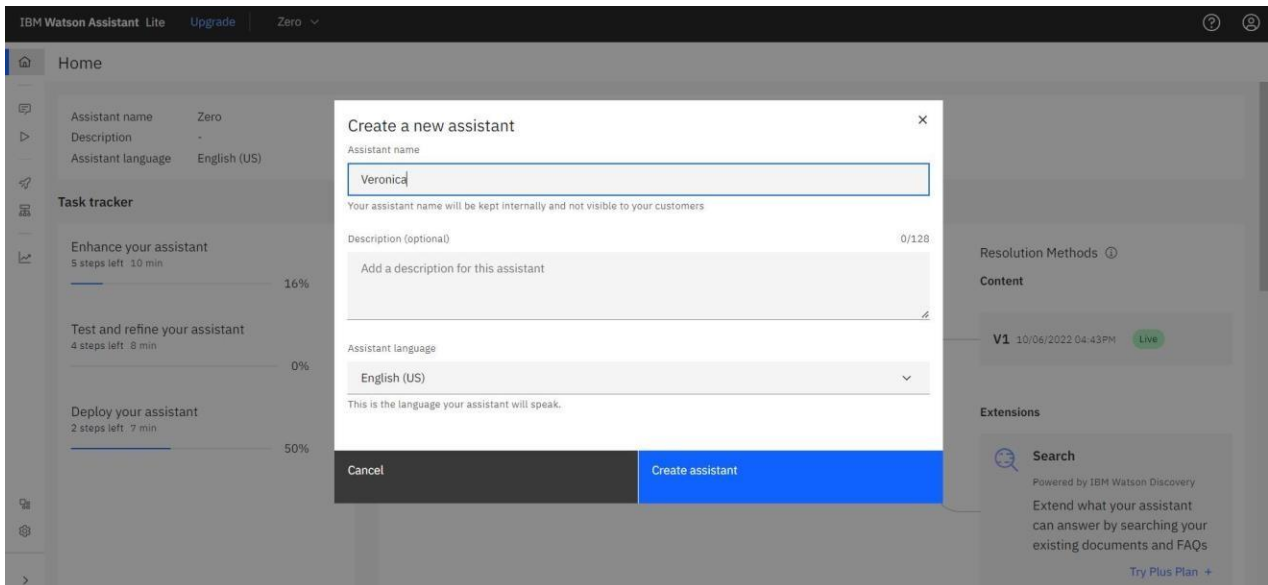 IBM Watson Assistant Lite Upgrade Zero
Home
Assistant name Zero
Description -
Assistant language English (US)
Task tracker
Enhance your assistant
5 steps left 10 min
16%
Test and refine your assistant
4 steps left 8 min
0%
Deploy your assistant
2 steps left 7 min
50%
Create a new assistant
Assistant name
Veronica
Your assistant name will be kept internally and not visible to your customers
Description (optional) 0/128
Add a description for this assistant
Assistant language
English (US)
This is the language your assistant will speak.
Cancel Create assistant
Resolution Methods
Content
V1 10/06/2022 04:43PM Live
Extensions
Search
Powered by IBM Watson Discovery
Extend what your assistant
can answer by searching your
existing documents and FAQs
Try Plus Plan +